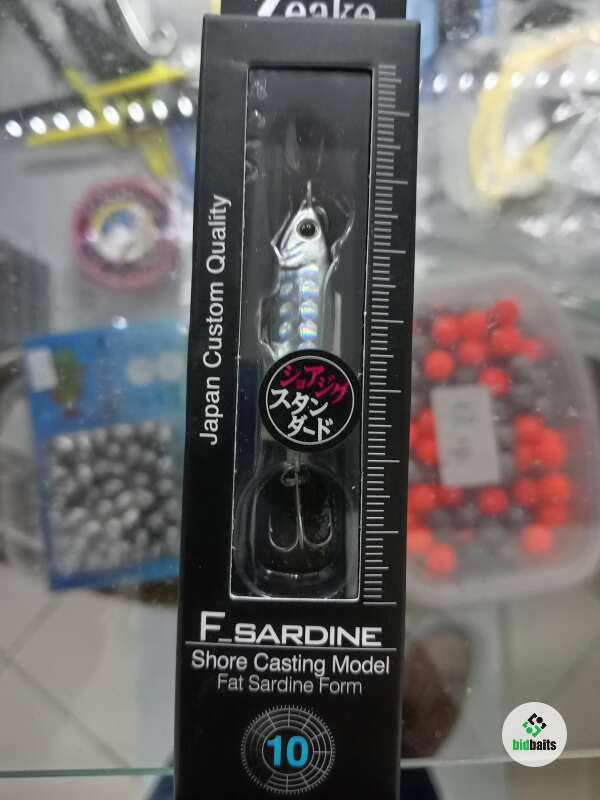 Zeake
Japan Custom Quality
ショアジグ
スタン
ダード
F_SARDINE
Shore Casting Model
Fat Sardine Form
10
bidbaits